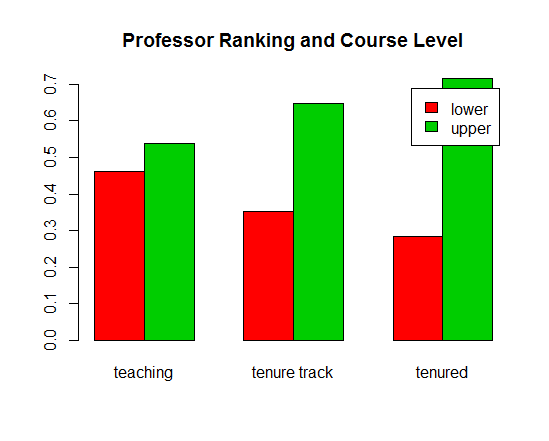 Professor Ranking and Course Level
0.7
0.6
0.5
0.4
0.3
0.2
0.1
0.0
lower
upper
teaching tenure track tenured